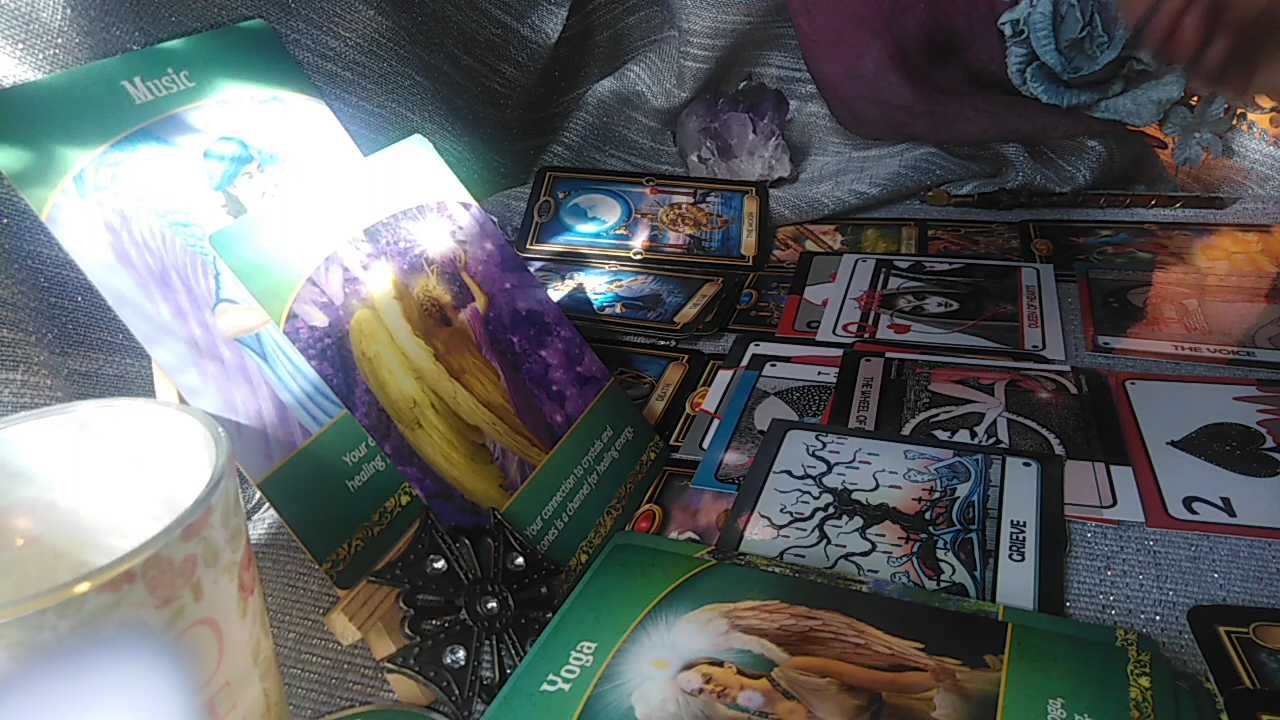 Music
Your
healing
Your connection to crystals and
is a channel for healing energy.
THE MOON
DEATH
QUEEN OF HEARTS
THE VOICE
THE WHEEL OF
2
GRIEVE
Yoga